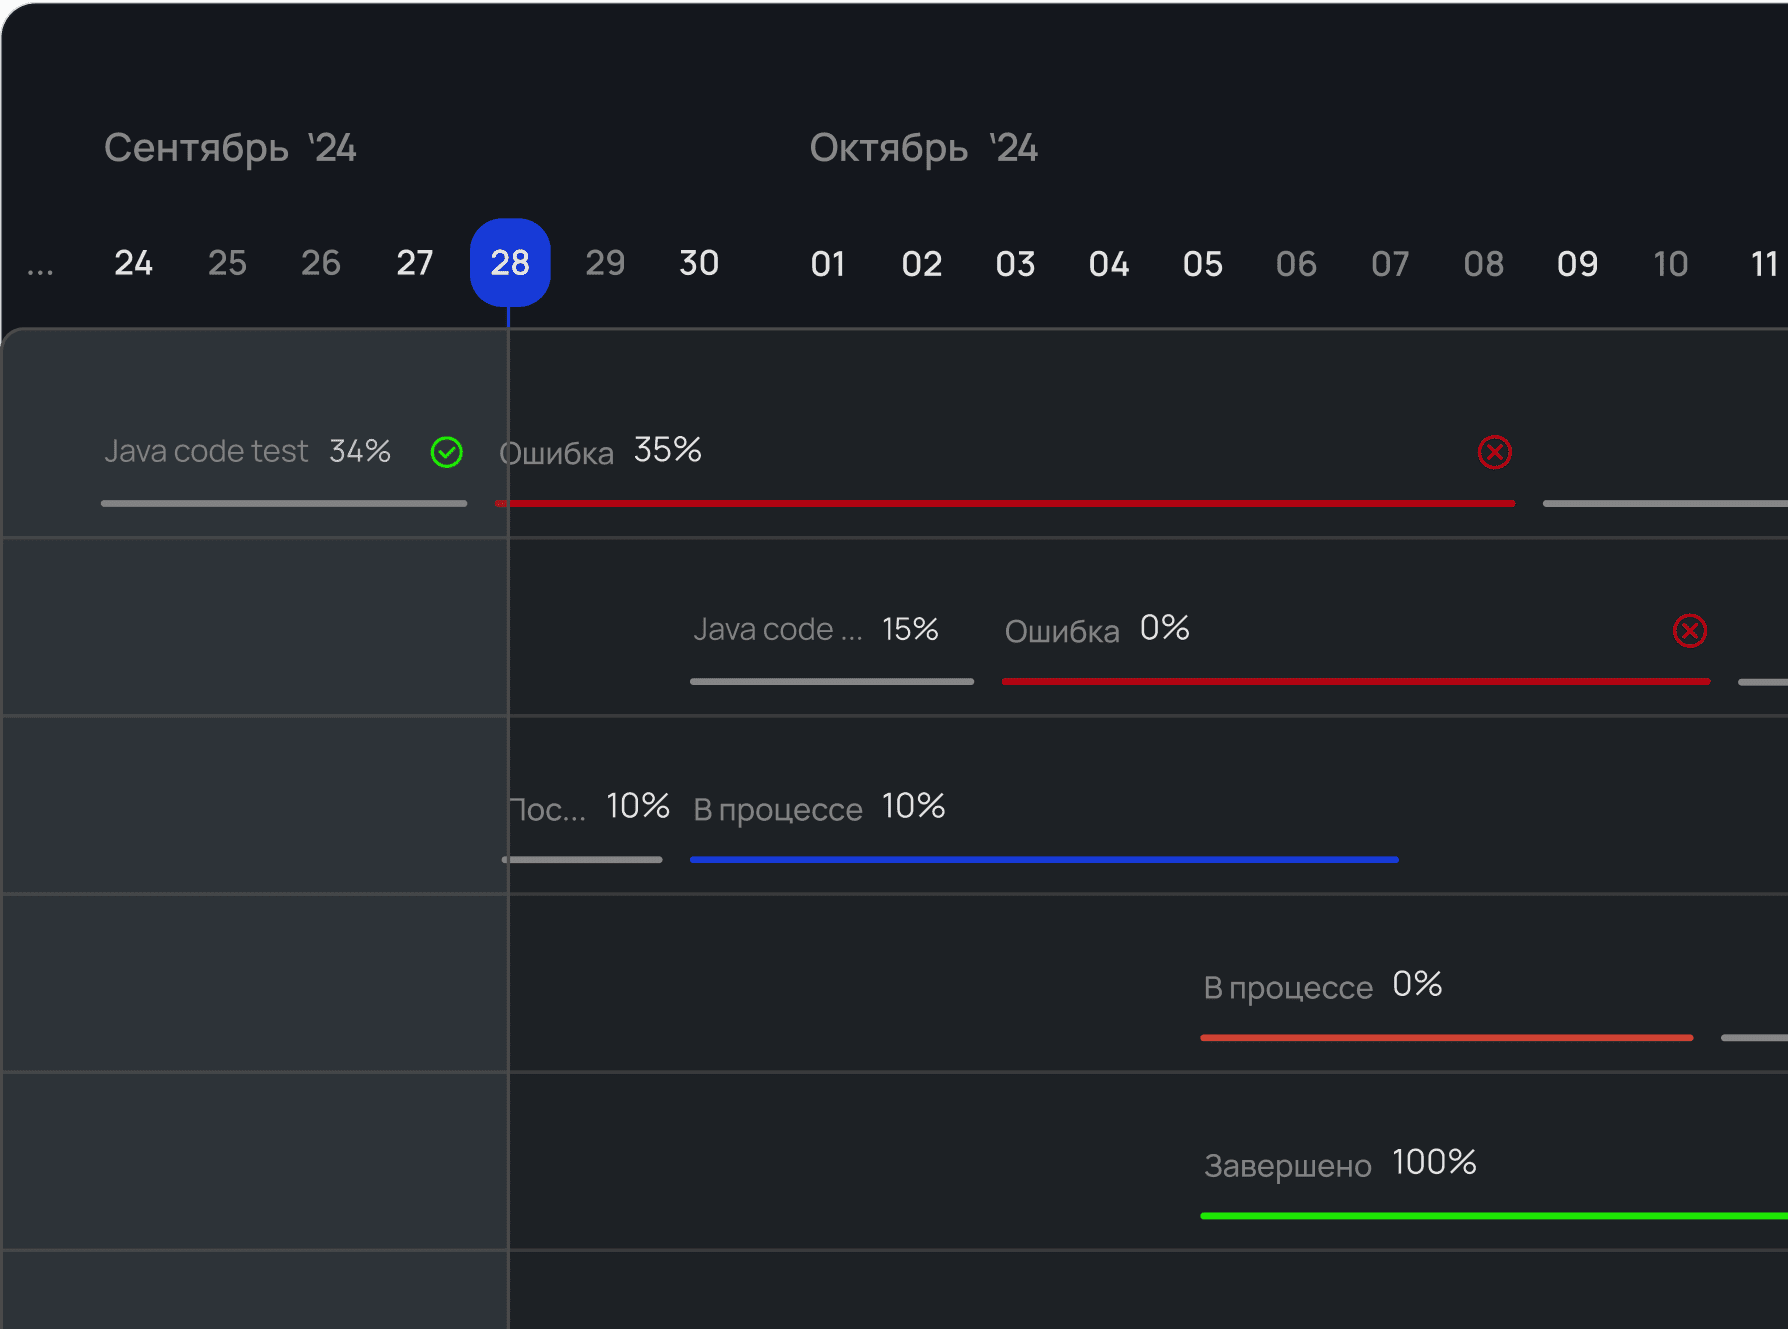 Сентябрь ‘24 Октябрь ‘24
... 24 25 26 27 28 29 30 01 02 03 04 05 06 07 08 09 10 11
Java code test 34% Ошибка 35%
Java code ... 15% Ошибка 0%
Пос... 10% В процессе 10%
В процессе 0%
Завершено 100%